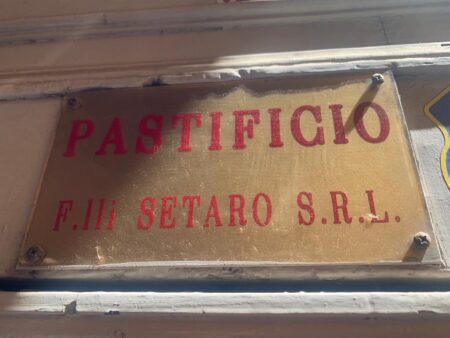 PASTIFICIO
F.lli SETARO S.R.L.